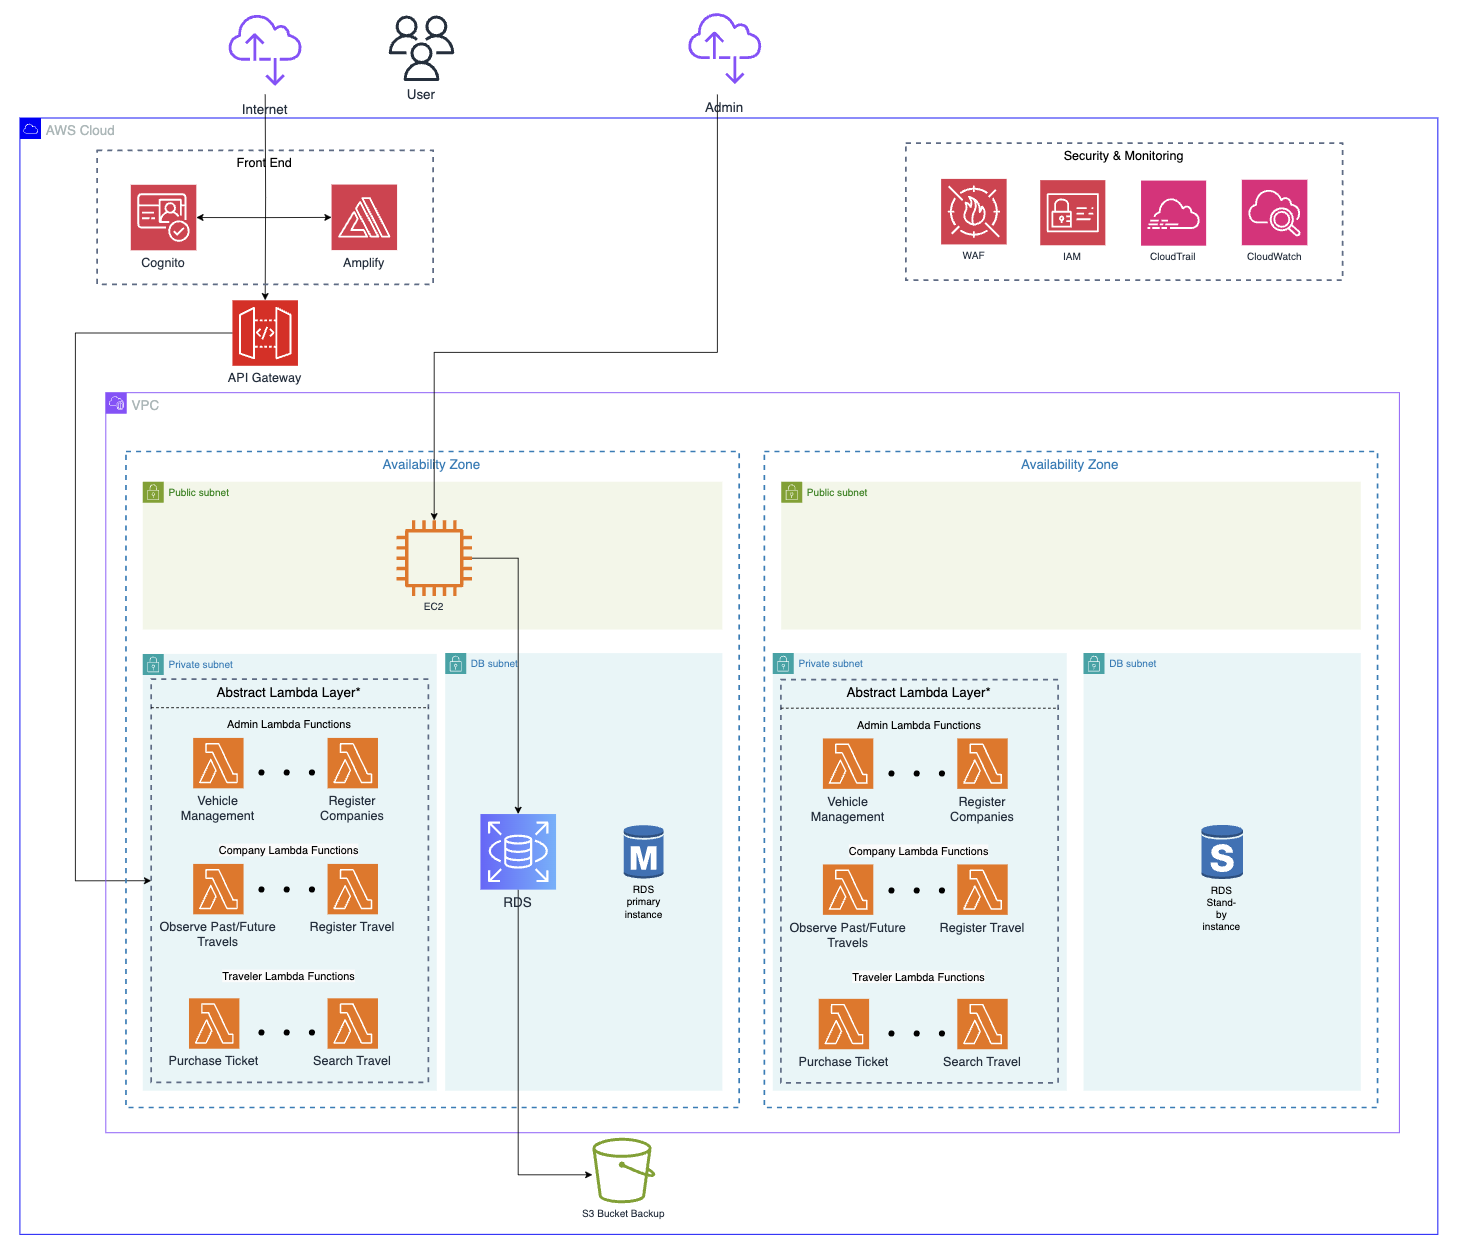 Internet
User
Admin
AWS Cloud
Front End
Security & Monitoring
Cognito
Amplify
WAF
IAM
CloudTrail
CloudWatch
API Gateway
VPC
Availability Zone
Availability Zone
Public subnet
Public subnet
EC2
Private subnet
DB subnet
Private subnet
DB subnet
Abstract Lambda Layer*
Admin Lambda Functions
Vehicle
Management
Register
Companies
Company Lambda Functions
Observe Past/Future
Travels
Register Travel
Traveler Lambda Functions
Purchase Ticket
Search Travel
RDS
M
RDS
primary
instance
Abstract Lambda Layer*
Admin Lambda Functions
Vehicle
Management
Register
Companies
Company Lambda Functions
Observe Past/Future
Travels
Register Travel
Traveler Lambda Functions
Purchase Ticket
Search Travel
S
RDS
Stand-
by
instance
S3 Bucket Backup